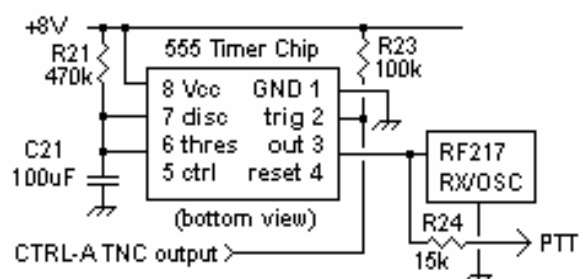 +8V
R21
470k
555 Timer Chip
R23
100k
8 Vcc GND 1
7 disc trig 2
6 thres out 3
5 ctrl reset 4
C21
100uF
RF217
RX/OSC
(bottom view)
R24
15k
PTT
CTRL-A TNC output